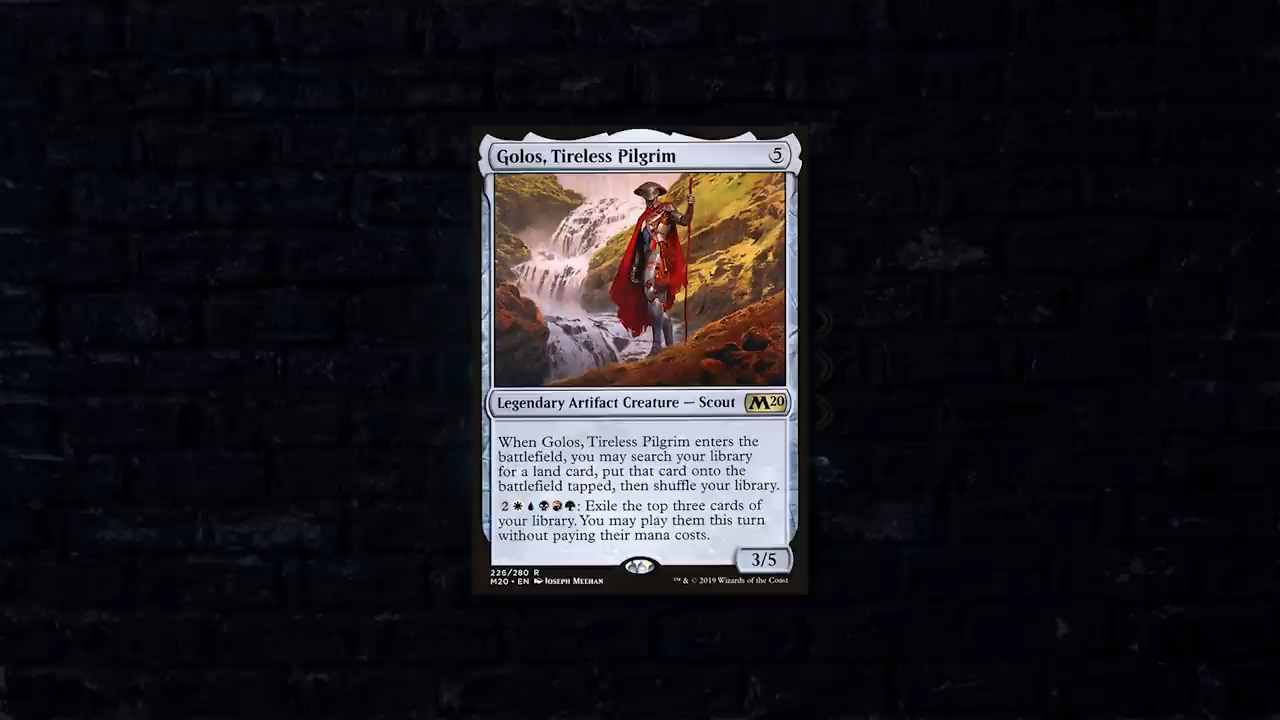 Golos, Tireless Pilgrim 5
Legendary Artifact Creature — Scout M20
When Golos, Tireless Pilgrim enters the
battlefield, you may search your library
for a land card, put that card onto the
battlefield tapped, then shuffle your library.
2: Exile the top three cards of
your library. You may play them this turn
without paying their mana costs.
3/5
226/280 R
M20 • EN Joseph Meehan
™ & © 2019 Wizards of the Coast